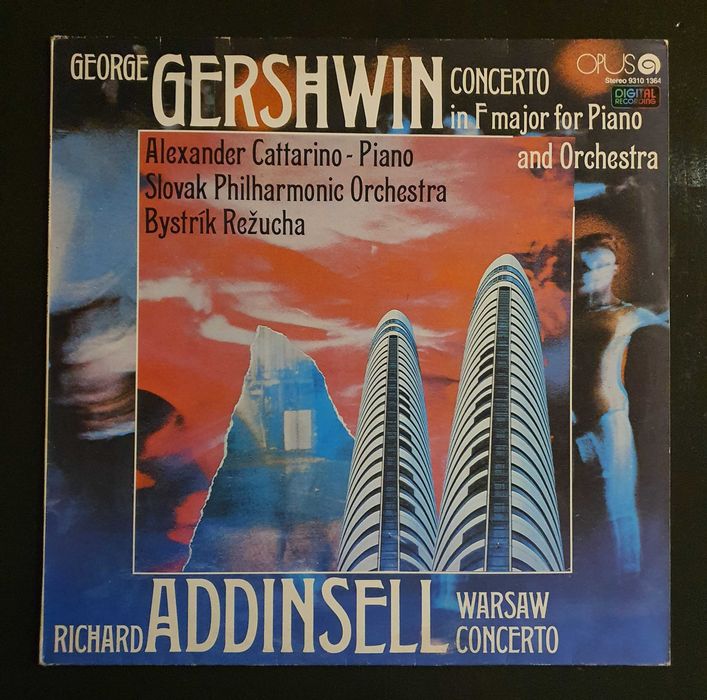 GEORGE GERSHWIN CONCERTO
in F major for Piano
and Orchestra
OPUS
Stereo 9310 1364
DIGITAL
RECORDING
Alexander Cattarino - Piano
Slovak Philharmonic Orchestra
Bystrík Režucha
RICHARD ADDINSELL WARSAW
CONCERTO